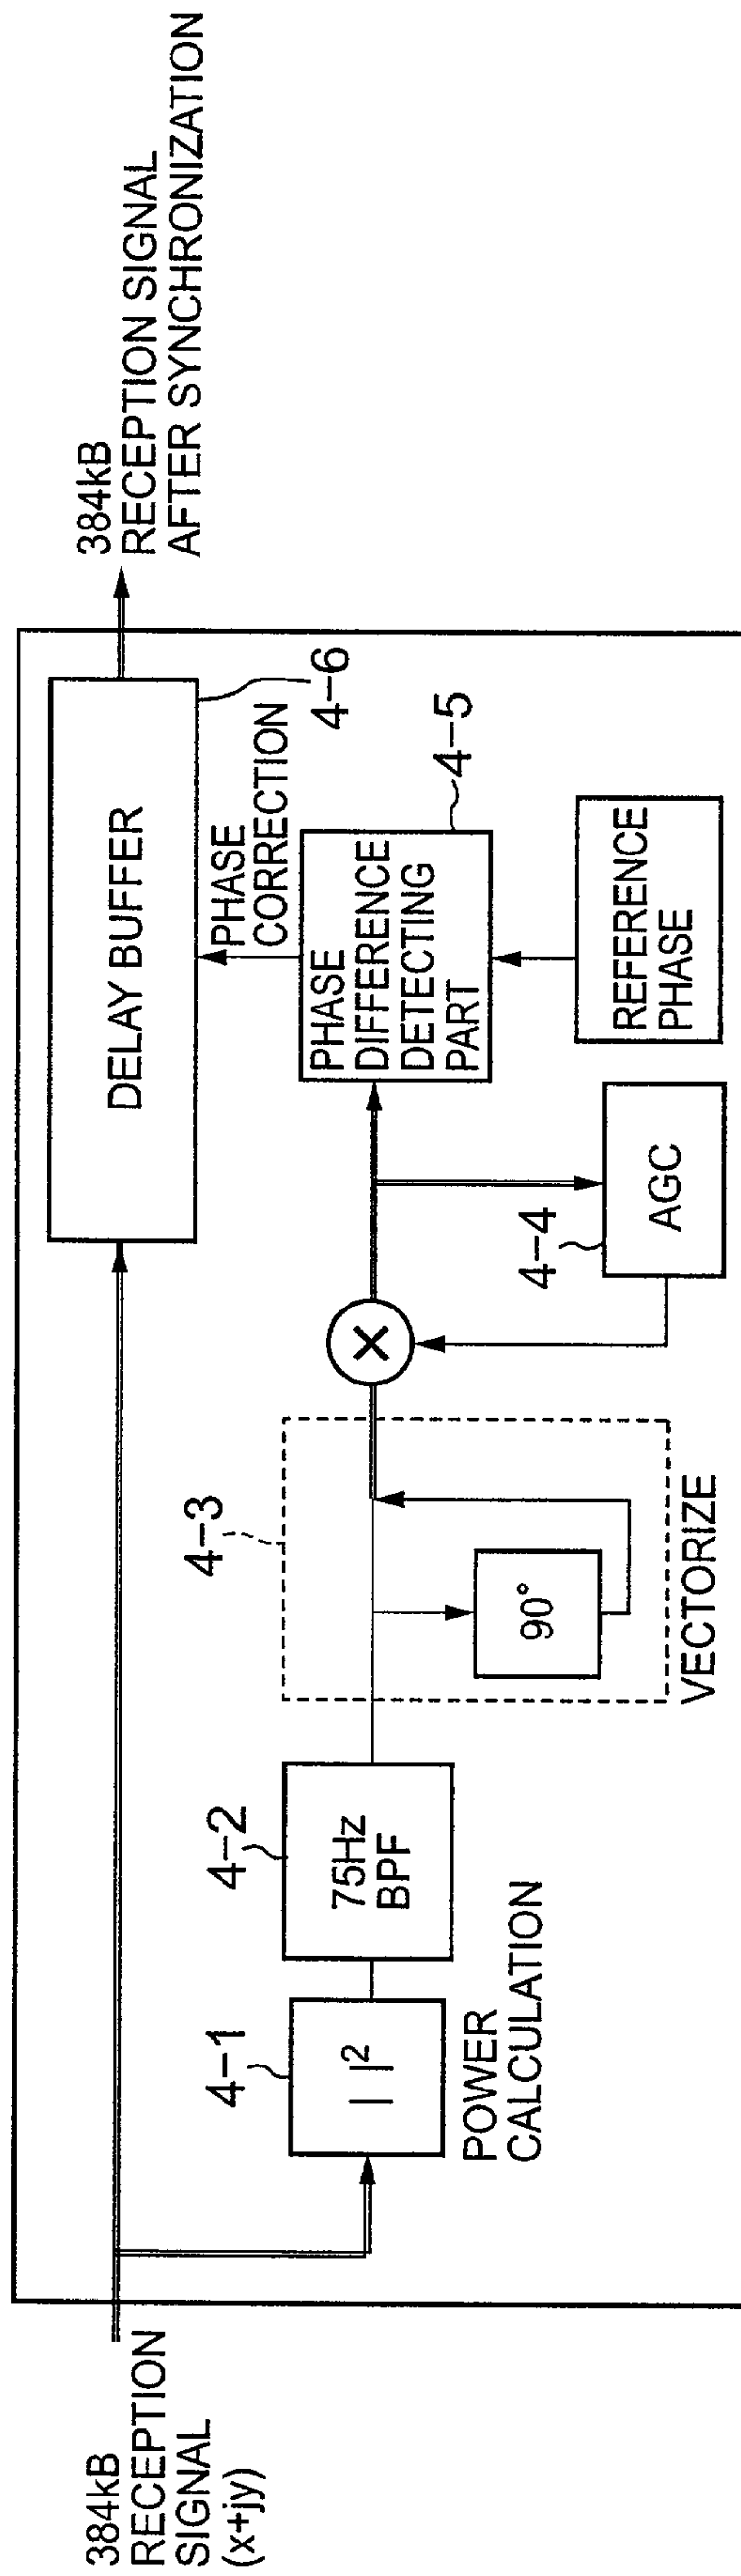 384kB
RECEPTION
SIGNAL
(x+jy)
384kB
RECEPTION SIGNAL
AFTER SYNCHRONIZATION
DELAY BUFFER
4-6
PHASE
CORRECTION
4-1
| |²
POWER
CALCULATION
4-2
75Hz
BPF
4-3
90°
VECTORIZE
×
4-4
AGC
PHASE
DIFFERENCE
DETECTING
PART
4-5
REFERENCE
PHASE